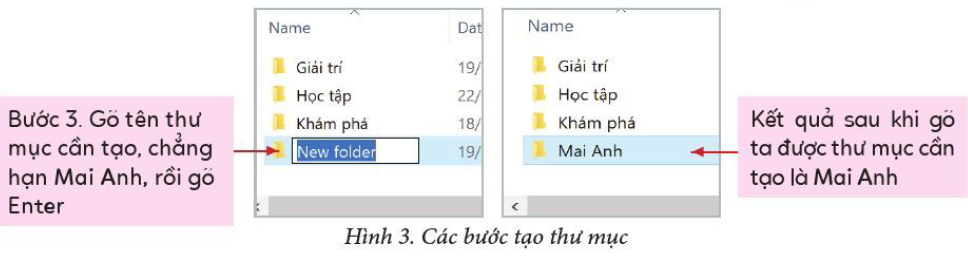 Bước 3. Gõ tên thư
mục cần tạo, chẳng
hạn Mai Anh, rồi gõ
Enter
Name Dat
Giải trí 19/
Học tập 22/
Khám phá 18/
New folder 19/
Name
Giải trí
Học tập
Khám phá
Mai Anh
Kết quả sau khi gõ
ta được thư mục cần
tạo là Mai Anh
Hình 3. Các bước tạo thư mục